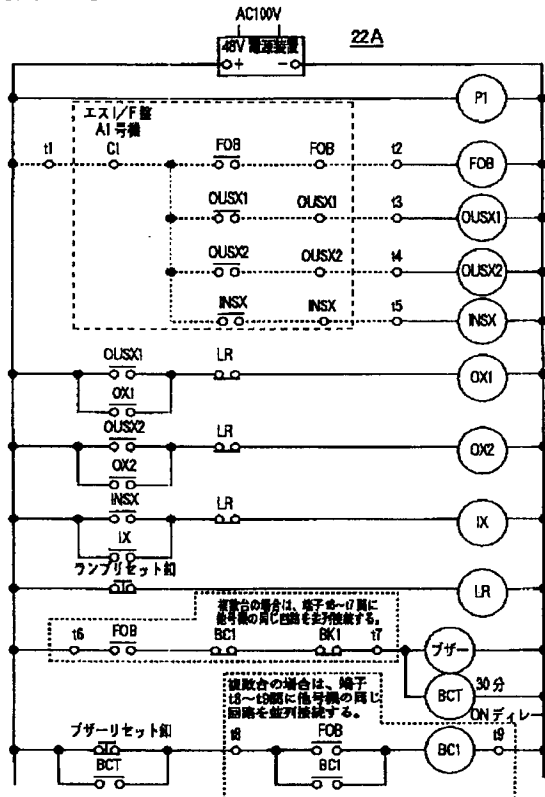 AC100V
22A
48V 電源装置
+ −
P1
エスI/F盤
A1号機
t1 C1 FOB FOB t2 FOB
OUSX1 OUSX1 t3 OUSX1
OUSX2 OUSX2 t4 OUSX2
INSX INSX t5 INSX
OUSX1 LR OX1
OX1
OUSX2 LR OX2
OX2
INSX LR IX
IX
ランプリセット釦
LR
複数台の場合は、端子t6~t7間に
他号機の同じ回路を並列接続する。
t6 FOB BC1 BK1 t7 ブザー
BCT 30分
ONディレー
複数台の場合は、端子
t8~t9間に他号機の同じ
回路を並列接続する。
ブザーリセット釦 t8 FOB BC1 t9
BCT BC1